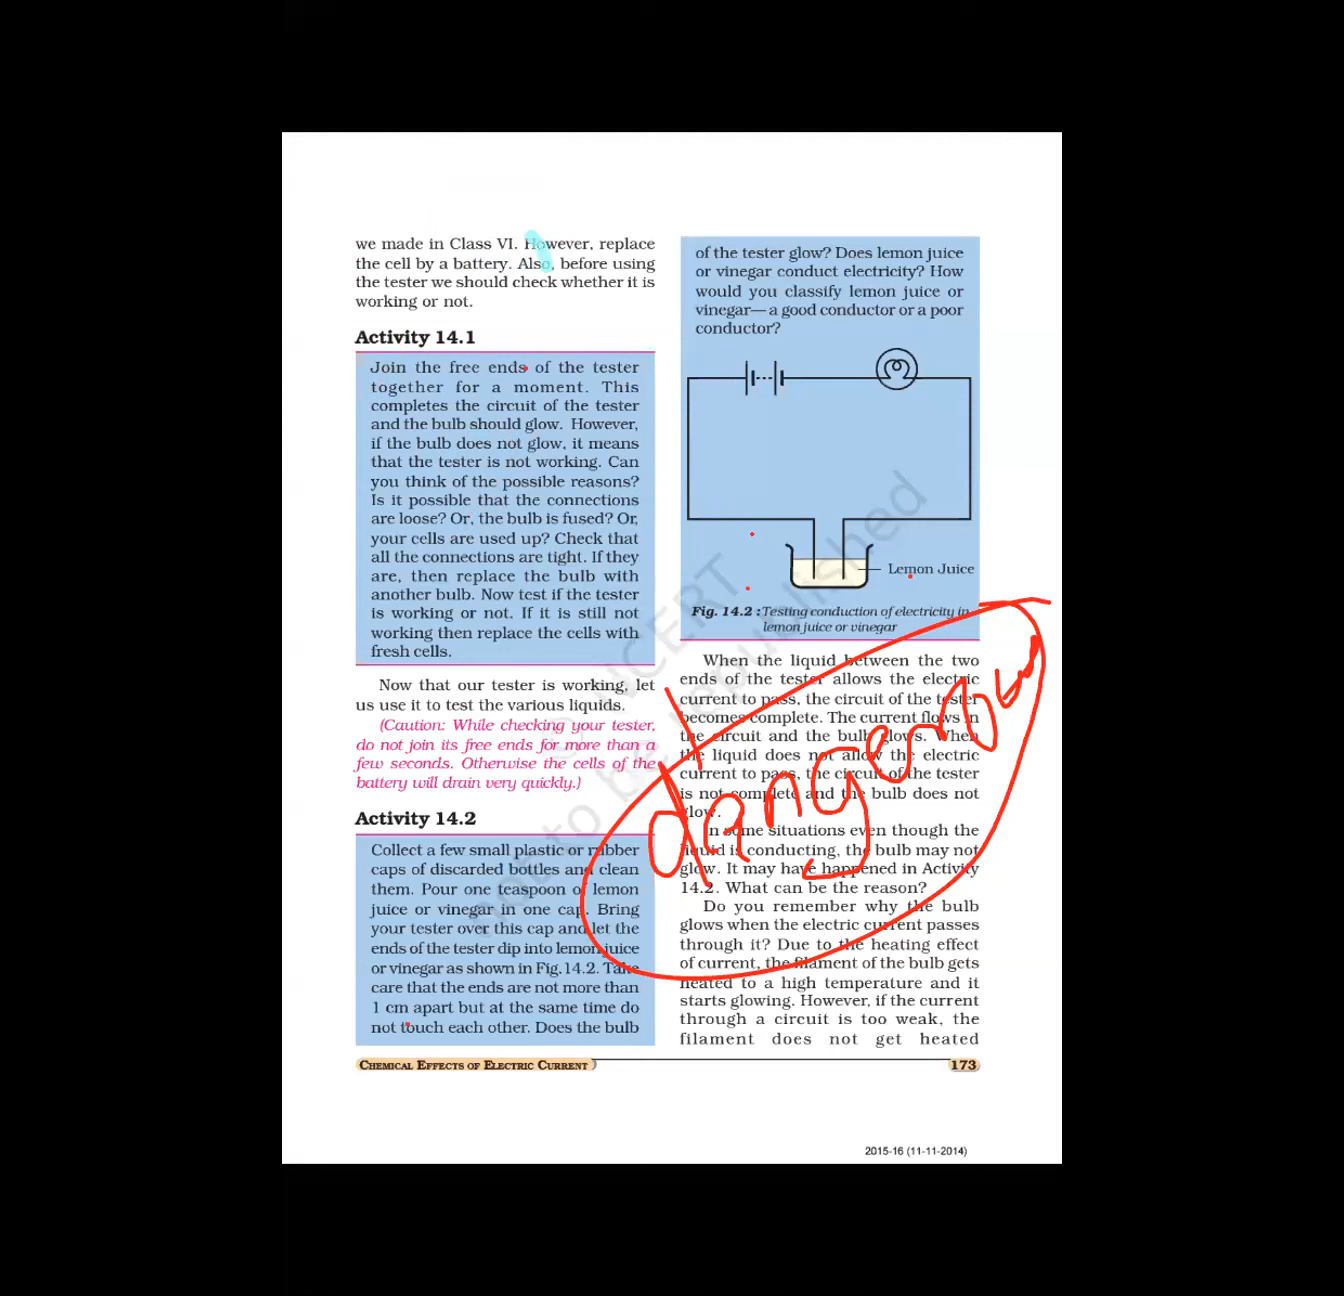 we made in Class VI. However, replace
the cell by a battery. Also, before using
the tester we should check whether it is
working or not.
Activity 14.1
Join the free ends of the tester
together for a moment. This
completes the circuit of the tester
and the bulb should glow. However,
if the bulb does not glow, it means
that the tester is not working. Can
you think of the possible reasons?
Is it possible that the connections
are loose? Or, the bulb is fused? Or,
your cells are used up? Check that
all the connections are tight. If they
are, then replace the bulb with
another bulb. Now test if the tester
is working or not. If it is still not
working then replace the cells with
fresh cells.
Now that our tester is working, let
us use it to test the various liquids.
(Caution: While checking your tester,
do not join its free ends for more than a
few seconds. Otherwise the cells of the
battery will drain very quickly.)
Activity 14.2
Collect a few small plastic or rubber
caps of discarded bottles and clean
them. Pour one teaspoon of lemon
juice or vinegar in one cap. Bring
your tester over this cap and let the
ends of the tester dip into lemon juice
or vinegar as shown in Fig.14.2. Take
care that the ends are not more than
1 cm apart but at the same time do
not touch each other. Does the bulb
of the tester glow? Does lemon juice
or vinegar conduct electricity? How
would you classify lemon juice or
vinegar— a good conductor or a poor
conductor?
Lemon Juice
Fig. 14.2 : Testing conduction of electricity in
lemon juice or vinegar
When the liquid between the two
ends of the tester allows the electric
current to pass, the circuit of the tester
becomes complete. The current flows in
the circuit and the bulb glows. When
the liquid does not allow the electric
current to pass, the circuit of the tester
is not complete and the bulb does not
glow.
In some situations even though the
liquid is conducting, the bulb may not
glow. It may have happened in Activity
14.2. What can be the reason?
Do you remember why the bulb
glows when the electric current passes
through it? Due to the heating effect
of current, the filament of the bulb gets
heated to a high temperature and it
starts glowing. However, if the current
through a circuit is too weak, the
filament does not get heated
© NCERT
not to be republished
CHEMICAL EFFECTS OF ELECTRIC CURRENT
173
2015-16 (11-11-2014)